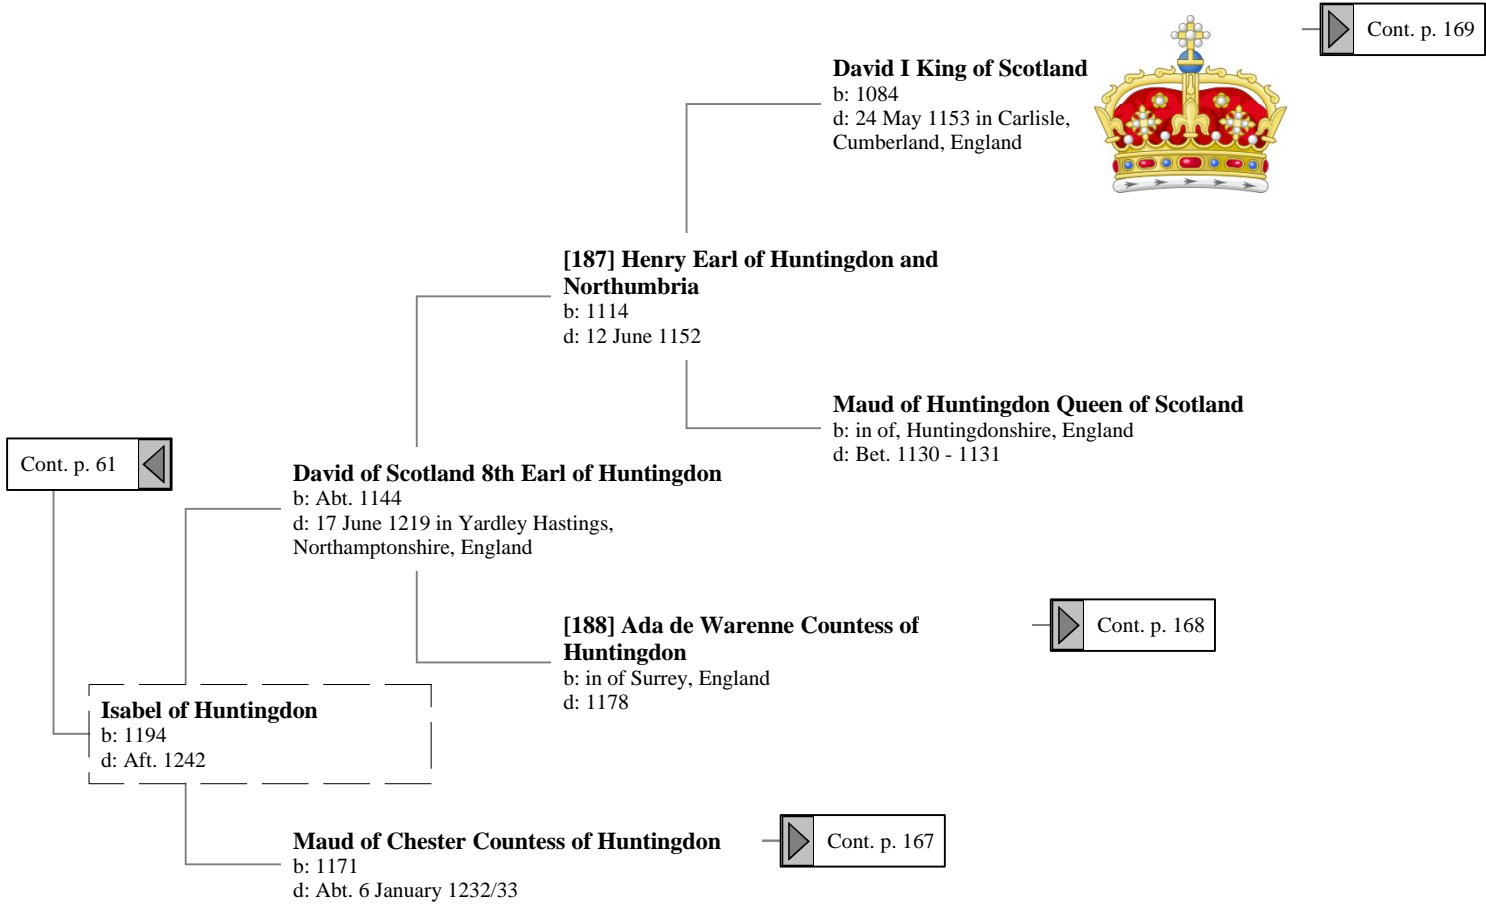 Cont. p. 169
David I King of Scotland
b: 1084
d: 24 May 1153 in Carlisle,
Cumberland, England
[187] Henry Earl of Huntingdon and
Northumbria
b: 1114
d: 12 June 1152
Maud of Huntingdon Queen of Scotland
b: in of, Huntingdonshire, England
d: Bet. 1130 - 1131
Cont. p. 61
David of Scotland 8th Earl of Huntingdon
b: Abt. 1144
d: 17 June 1219 in Yardley Hastings,
Northamptonshire, England
[188] Ada de Warenne Countess of
Huntingdon
b: in of Surrey, England
d: 1178
Cont. p. 168
Isabel of Huntingdon
b: 1194
d: Aft. 1242
Maud of Chester Countess of Huntingdon
b: 1171
d: Abt. 6 January 1232/33
Cont. p. 167